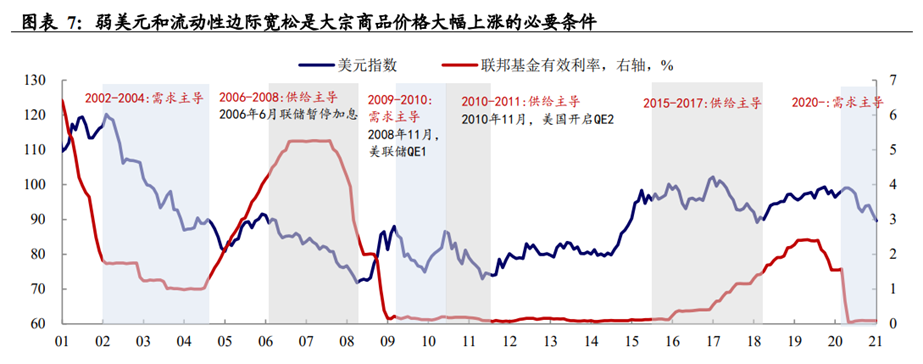 图表 7：弱美元和流动性边际宽松是大宗商品价格大幅上涨的必要条件
美元指数 联邦基金有效利率，右轴，%
130 7
120 6
110 5
100 4
90 3
80 2
70 1
60 0
2002-2004:需求主导
2006-2008:供给主导
2006年6月联储暂停加息
2009-2010:
需求主导
2008年11月，
美联储QE1
2010-2011:供给主导
2010年11月，美国开启QE2
2015-2017:供给主导
2020-:需求主导
01 02 03 04 05 06 07 08 09 10 11 12 13 14 15 16 17 18 19 20 21